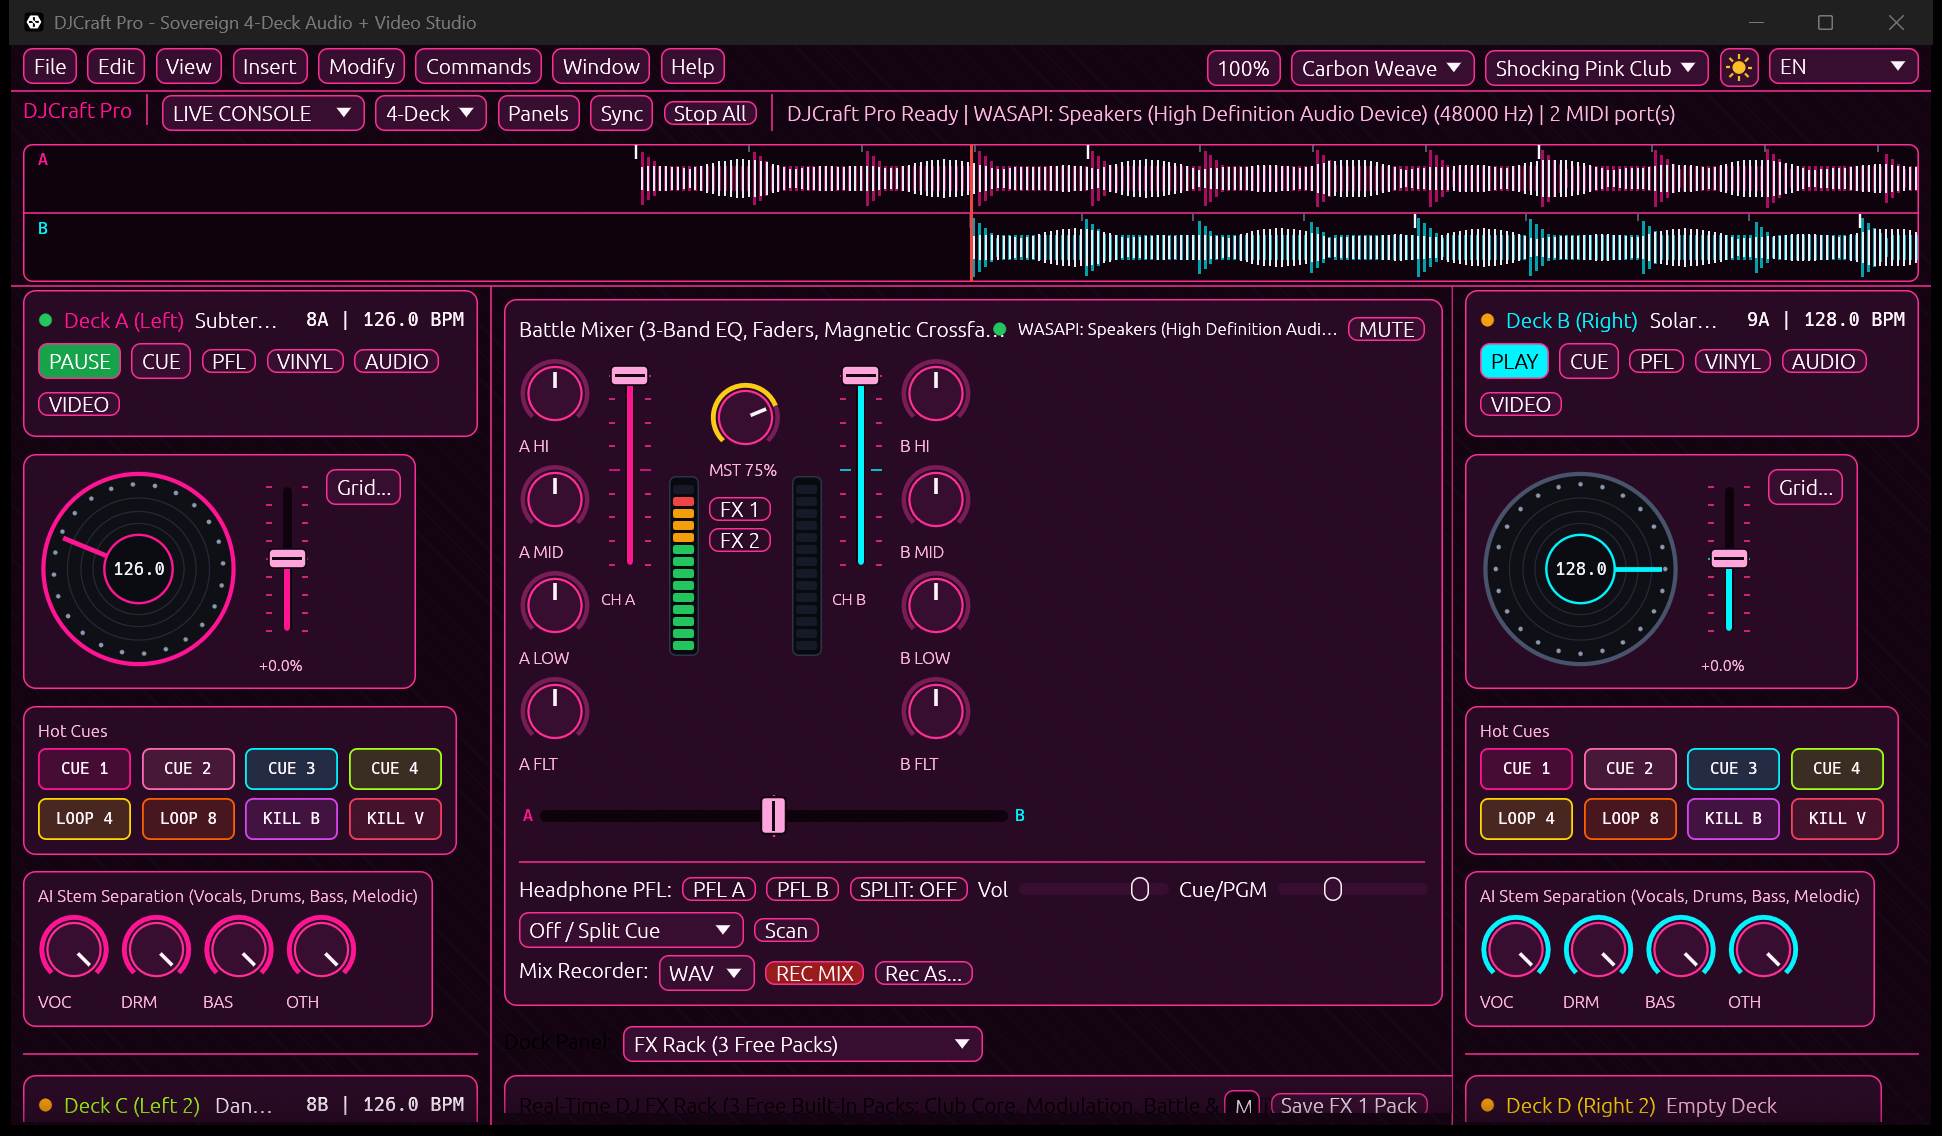 DJCraft Pro - Sovereign 4-Deck Audio + Video Studio
File Edit View Insert Modify Commands Window Help 100% Carbon Weave Shocking Pink Club EN
DJCraft Pro LIVE CONSOLE 4-Deck Panels Sync Stop All DJCraft Pro Ready | WASAPI: Speakers (High Definition Audio Device) (48000 Hz) | 2 MIDI port(s)
A
B
Deck A (Left) Subter... 8A | 126.0 BPM
PAUSE CUE PFL VINYL AUDIO
VIDEO
Grid...
126.0
+0.0%
Hot Cues
CUE 1 CUE 2 CUE 3 CUE 4
LOOP 4 LOOP 8 KILL B KILL V
AI Stem Separation (Vocals, Drums, Bass, Melodic)
VOC DRM BAS OTH
Deck C (Left 2) Dan... 8B | 126.0 BPM
Battle Mixer (3-Band EQ, Faders, Magnetic Crossfa... WASAPI: Speakers (High Definition Audi... MUTE
A HI B HI
MST 75%
FX 1
FX 2
A MID B MID
CH A CH B
A LOW B LOW
A FLT B FLT
A B
Headphone PFL: PFL A PFL B SPLIT: OFF Vol Cue/PGM
Off / Split Cue Scan
Mix Recorder: WAV REC MIX Rec As...
Dock Panel: FX Rack (3 Free Packs)
Real-Time DJ FX Rack (3 Free Built-In Packs: Club Core, Modulation, Battle & M Save FX 1 Pack
Deck B (Right) Solar... 9A | 128.0 BPM
PLAY CUE PFL VINYL AUDIO
VIDEO
Grid...
128.0
+0.0%
Hot Cues
CUE 1 CUE 2 CUE 3 CUE 4
LOOP 4 LOOP 8 KILL B KILL V
AI Stem Separation (Vocals, Drums, Bass, Melodic)
VOC DRM BAS OTH
Deck D (Right 2) Empty Deck